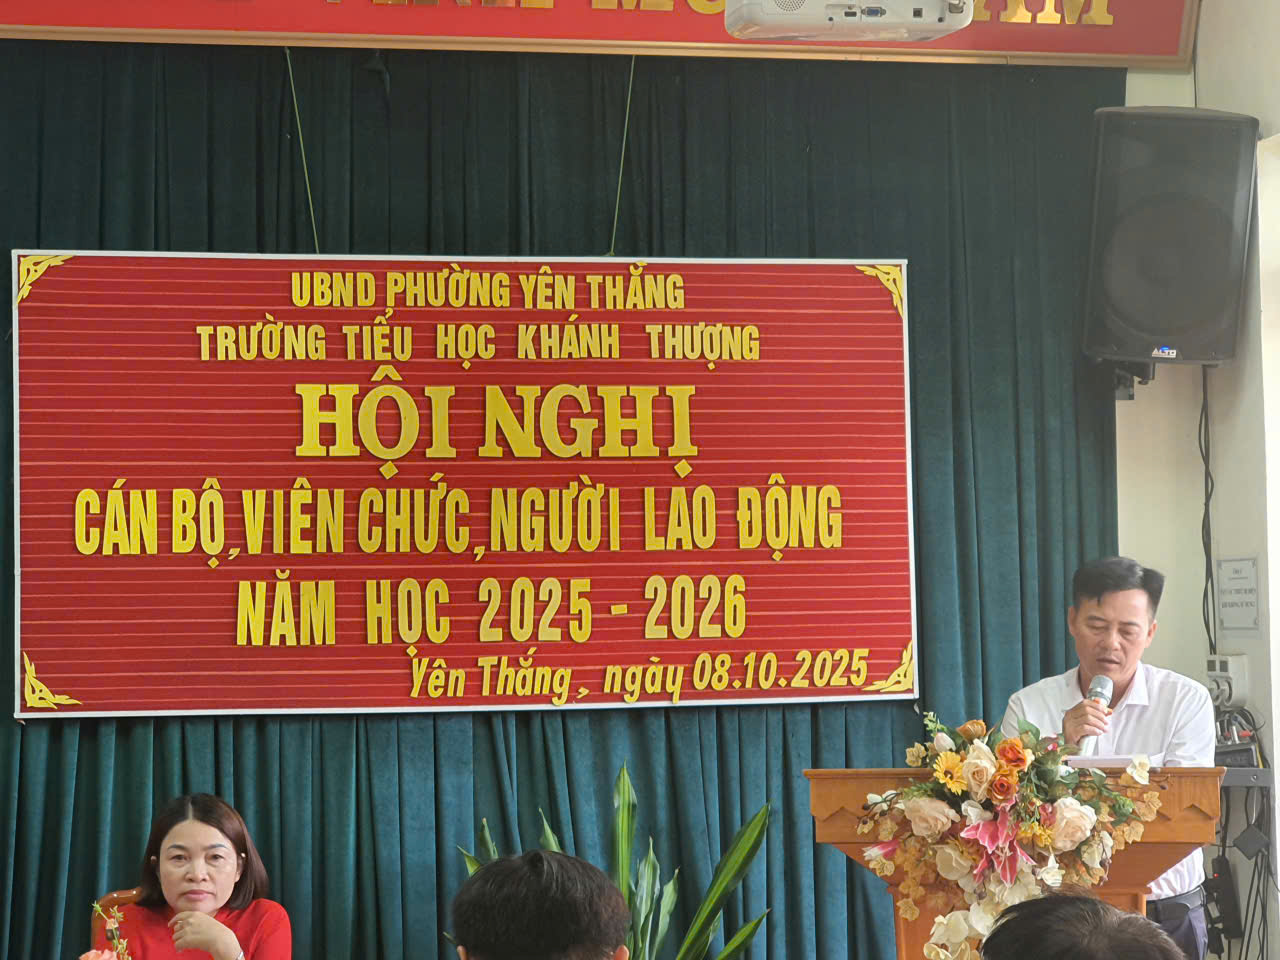 UBND PHƯỜNG YÊN THẮNG
TRƯỜNG TIỂU HỌC KHÁNH THƯỢNG
HỘI NGHỊ
CÁN BỘ, VIÊN CHỨC, NGƯỜI LAO ĐỘNG
NĂM HỌC 2025 - 2026
Yên Thắng, ngày 08.10.2025
ALTO